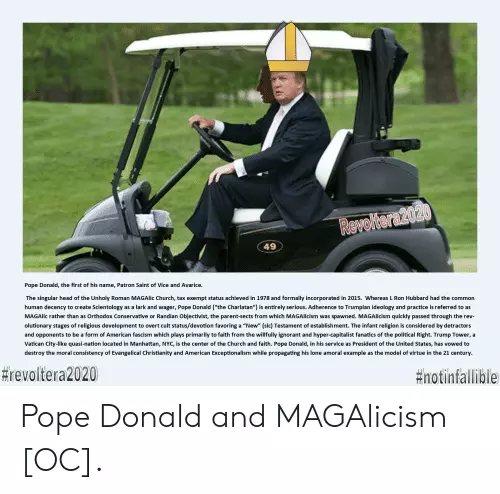 Revoltera2020
49
Pope Donald, the first of his name, Patron Saint of Vice and Avarice.
The singular head of the Unholy Roman MAGAlic Church, tax exempt status achieved in 1978 and formally incorporated in 2015. Whereas L Ron Hubbard had the common
human decency to create Scientology as a lark and wager, Pope Donald ("the Charlatan") is entirely serious. Adherence to Trumpian ideology and practice is referred to as
MAGAlic rather than as Orthodox Conservative or Randian Objectivist, the parent-sects from which MAGAlicism was spawned. MAGAlicism quickly passed through the rev-
olutionary stages of religious development to overt cult status/devotion favoring a "New" (sic) Testament of establishment. The infant religion is considered by detractors
and opponents to be a form of American fascism which plays primarily to faith from the willfully ignorant and hyper-capitalist fanatics of the political Right. Trump Tower, a
Vatican City-like quasi-nation located in Manhattan, NYC, is the center of the Church and faith. Pope Donald, in his service as President of the United States, has vowed to
destroy the moral consistency of Evangelical Christianity and American Exceptionalism while propagating his lone amoral example as the model of virtue in the 21 century.
#revoltera2020
#notinfallible
Pope Donald and MAGAlicism
[OC].